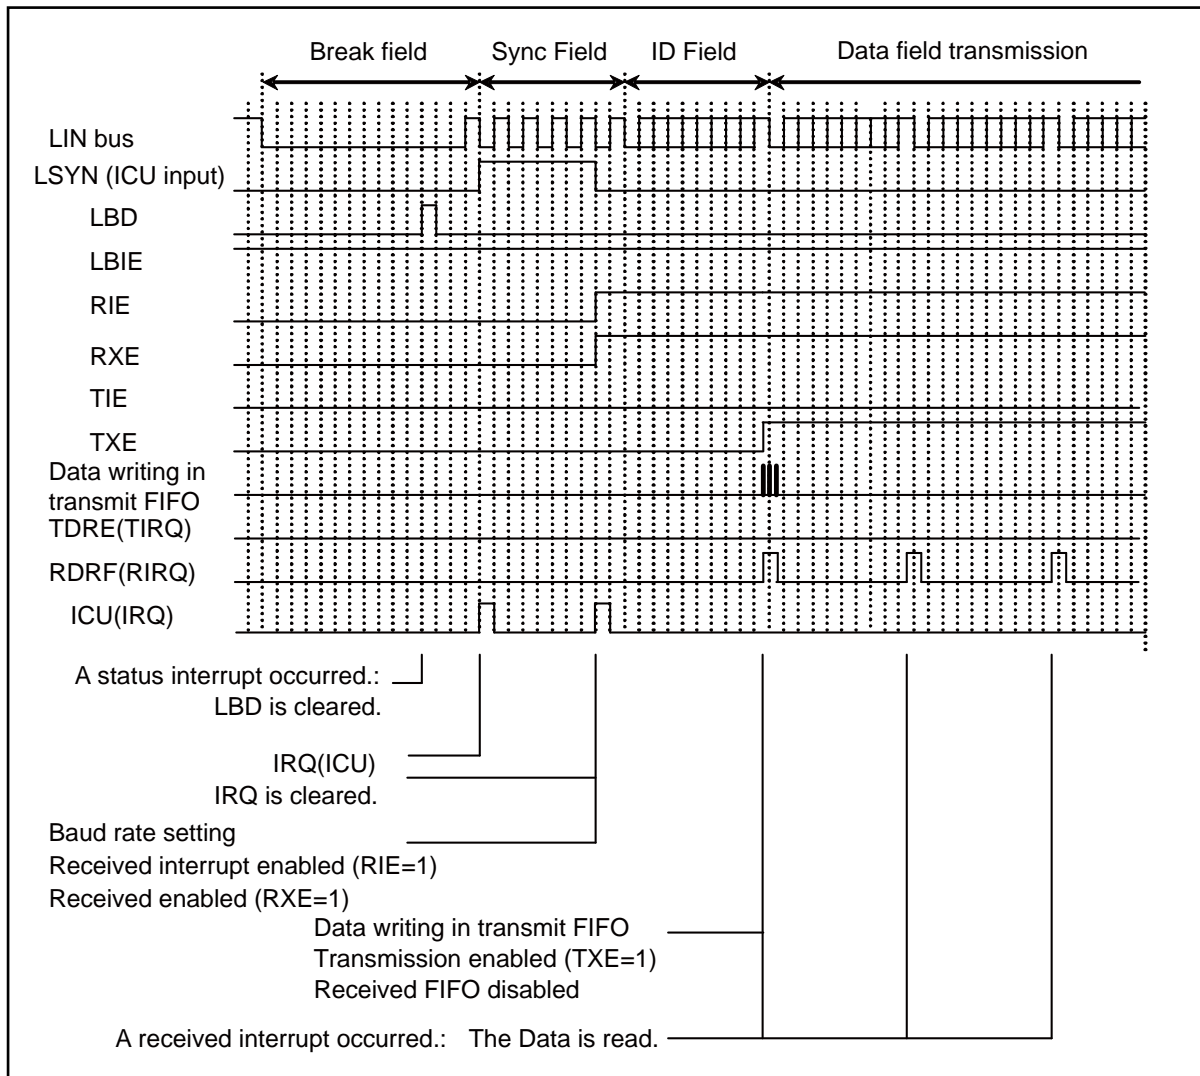 Break field Sync Field ID Field Data field transmission
LIN bus
LSYN (ICU input)
LBD
LBIE
RIE
RXE
TIE
TXE
Data writing in
transmit FIFO
TDRE(TIRQ)
RDRF(RIRQ)
ICU(IRQ)
A status interrupt occurred.:
LBD is cleared.
IRQ(ICU)
IRQ is cleared.
Baud rate setting
Received interrupt enabled (RIE=1)
Received enabled (RXE=1)
Data writing in transmit FIFO
Transmission enabled (TXE=1)
Received FIFO disabled
A received interrupt occurred.: The Data is read.